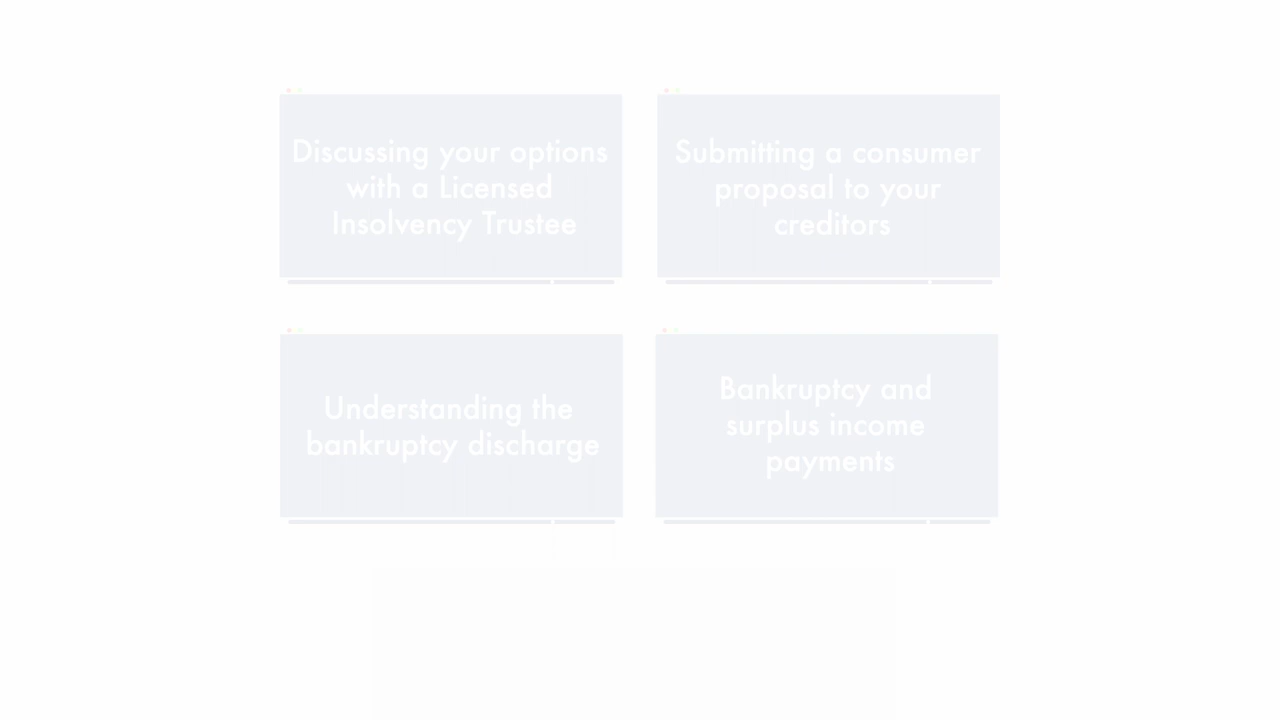 Discussing your options
with a Licensed
Insolvency Trustee
Submitting a consumer
proposal to your
creditors
Understanding the
bankruptcy discharge
Bankruptcy and
surplus income
payments